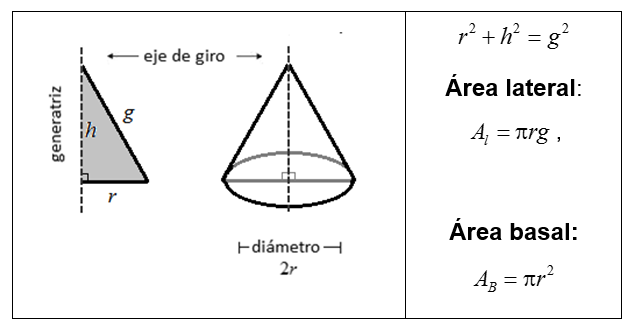 eje de giro
generatriz
h
g
r
diámetro
2r
r² + h² = g²
Área lateral:
Aₗ = πrg ,
Área basal:
A_B = πr²